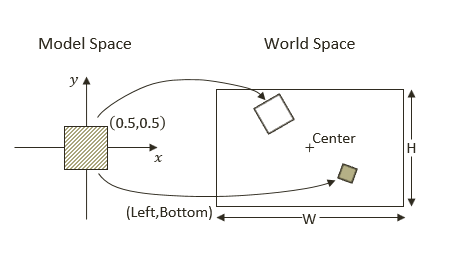 Model Space
World Space
y
(0.5,0.5)
x
Center
+
H
(Left,Bottom)
W